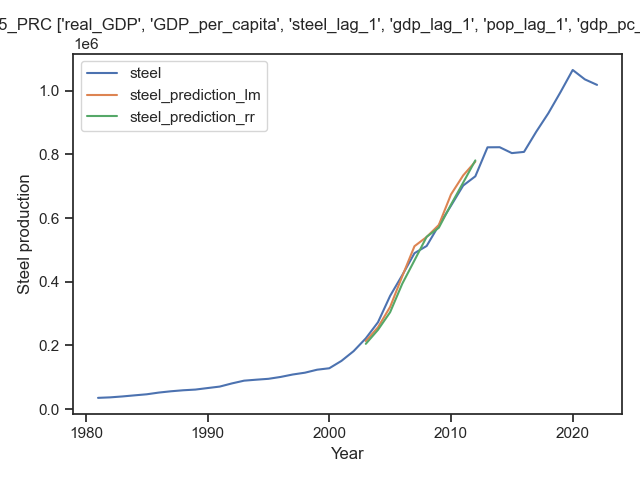 5_PRC ['real_GDP', 'GDP_per_capita', 'steel_lag_1', 'gdp_lag_1', 'pop_lag_1', 'gdp_pc_
1e6
steel
steel_prediction_lm
steel_prediction_rr
1.0
0.8
0.6
0.4
0.2
0.0
Steel production
1980
1990
2000
2010
2020
Year